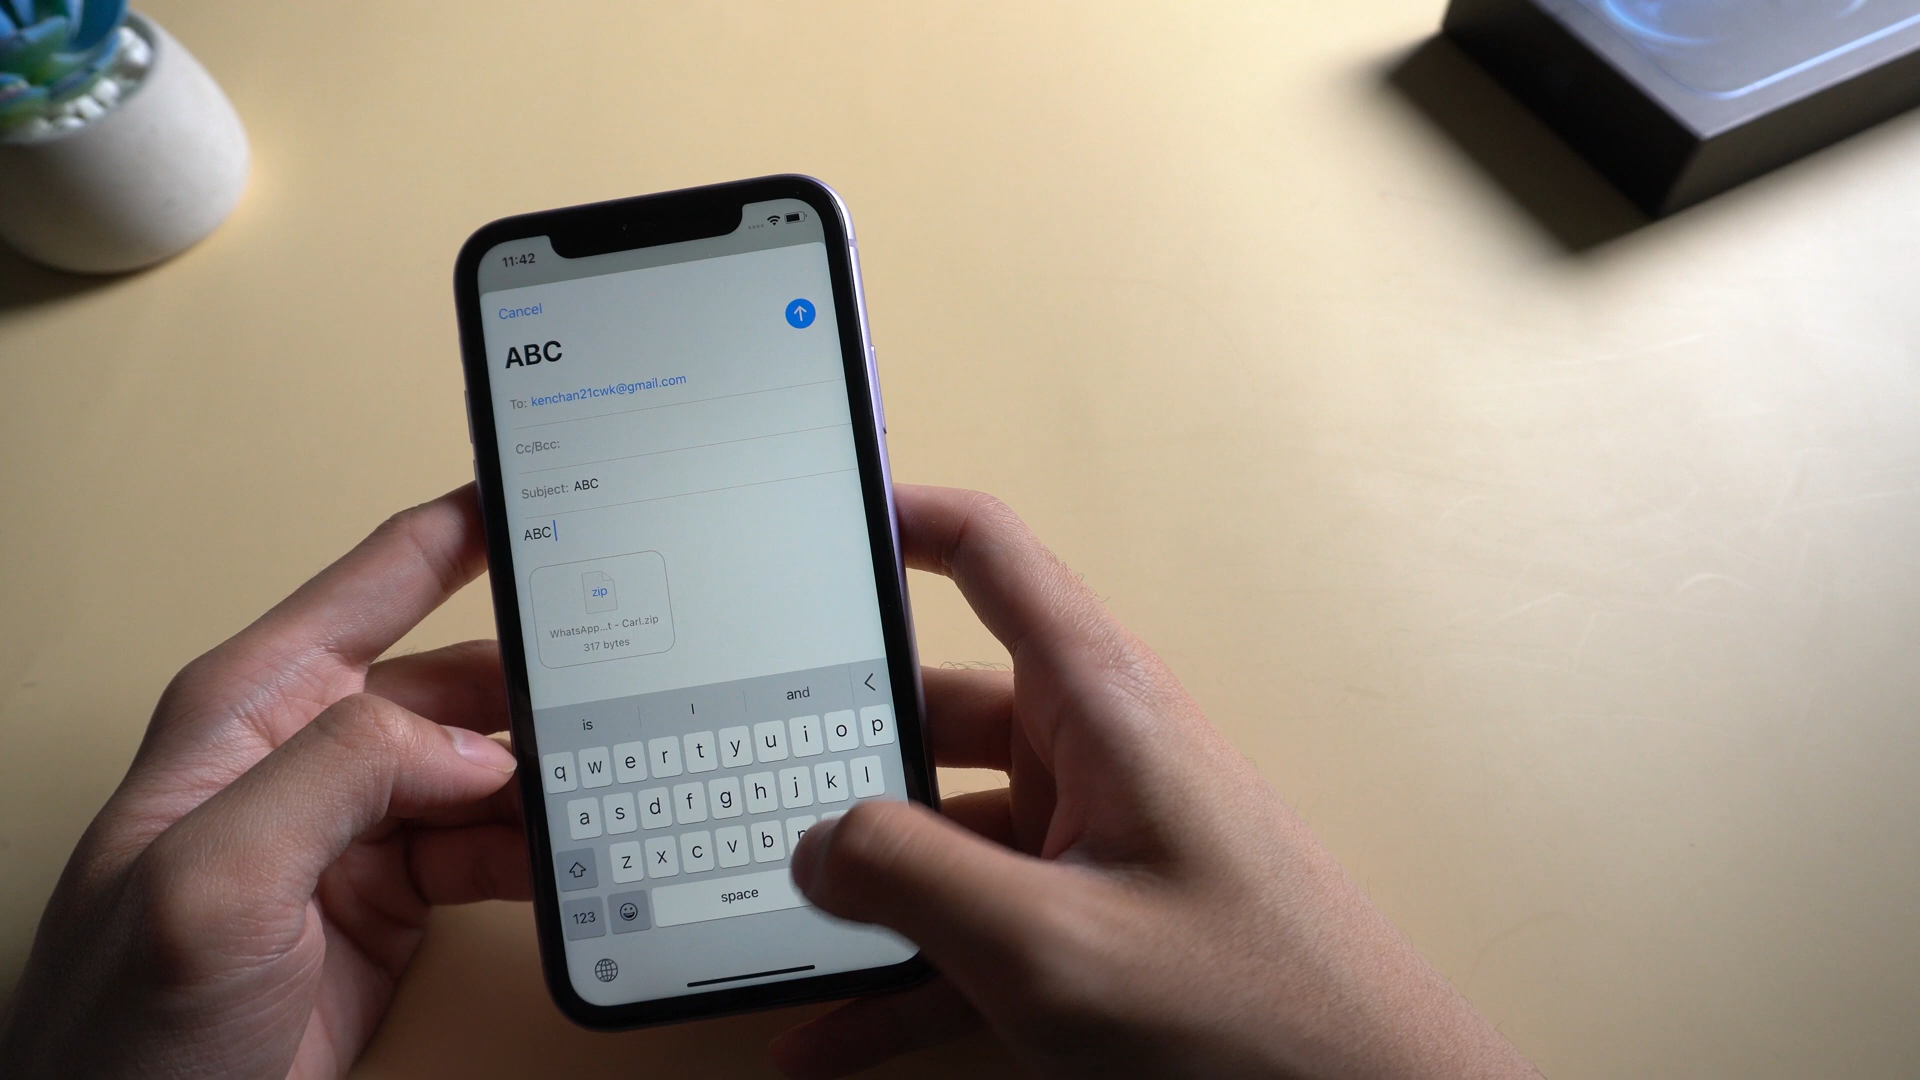 11:42
Cancel
ABC
To: kenchan21cwk@gmail.com
Cc/Bcc:
Subject: ABC
ABC
zip
WhatsApp...t - Carl.zip
317 bytes
is I and
q w e r t y u i o p
a s d f g h j k l
z x c v b
123 space